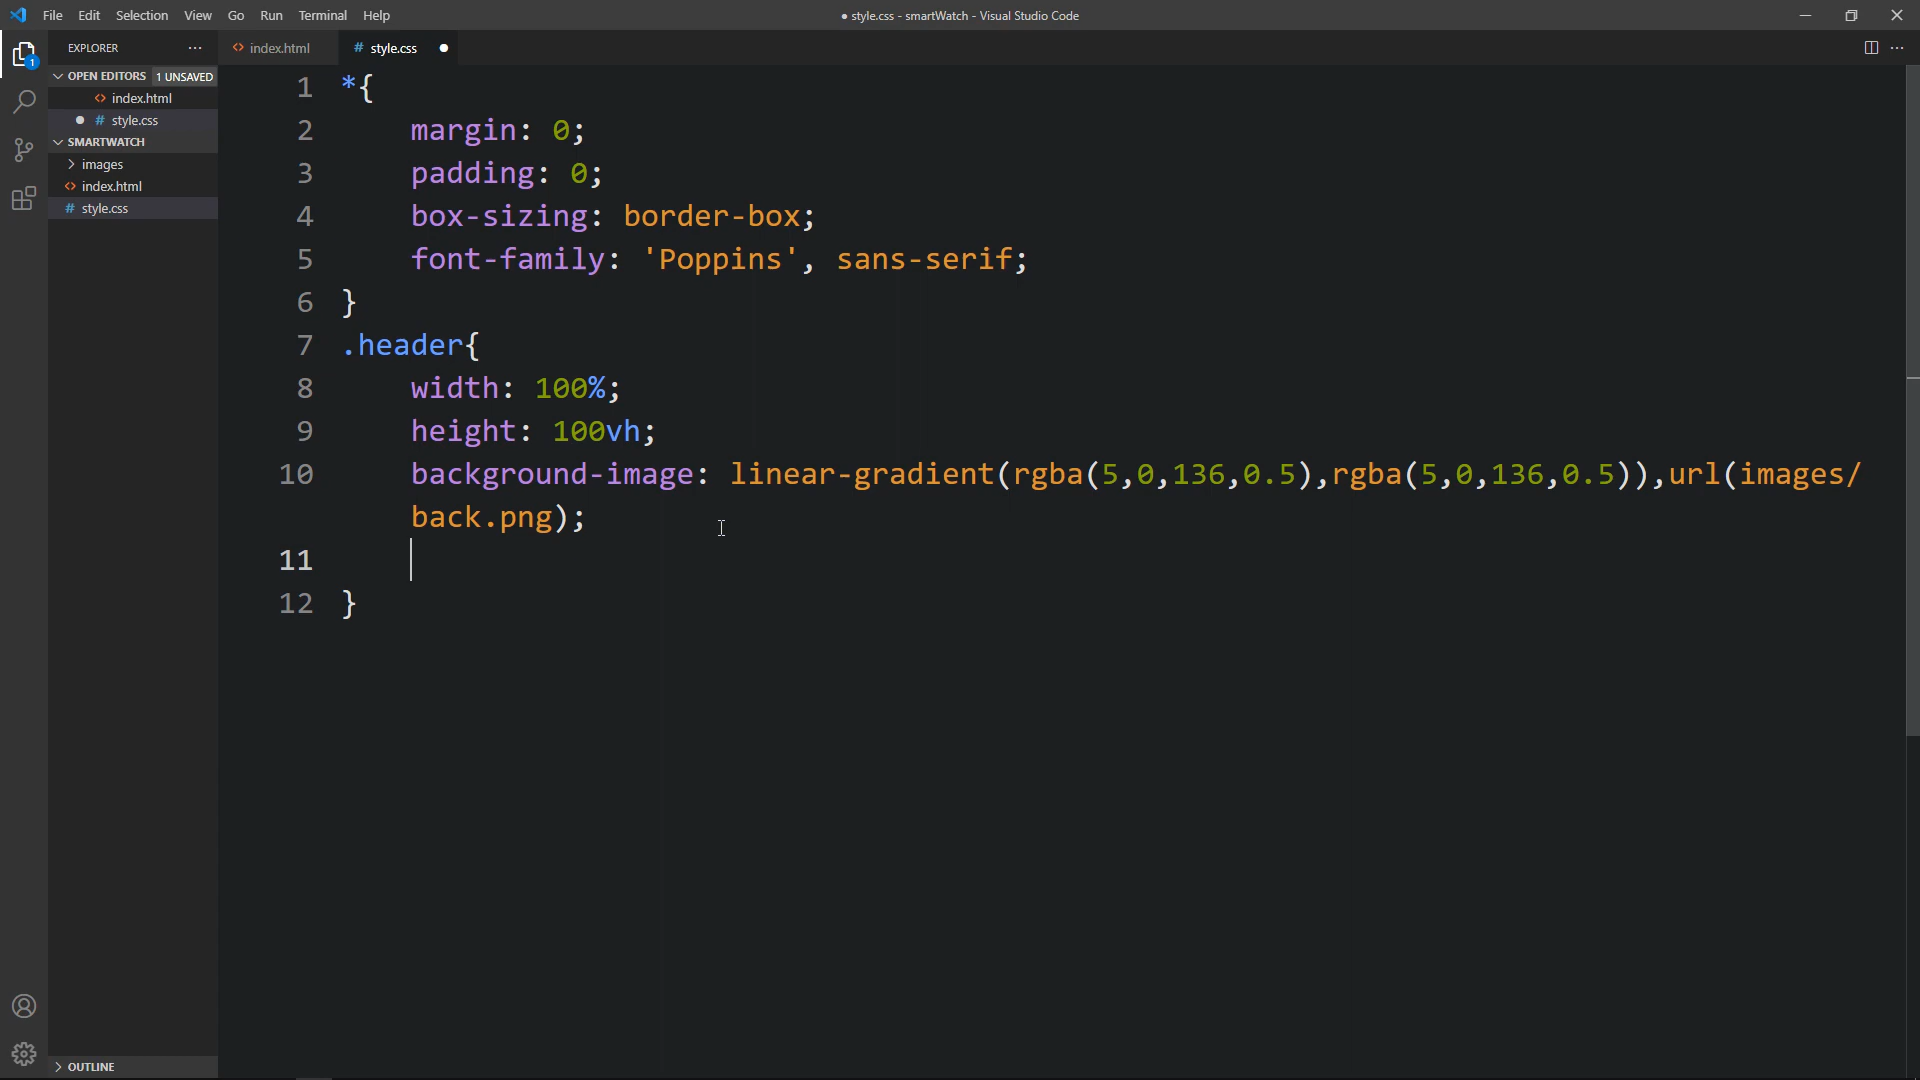 File Edit Selection View Go Run Terminal Help
● style.css - smartWatch - Visual Studio Code
EXPLORER
index.html
# style.css
OPEN EDITORS 1 UNSAVED
index.html
# style.css
SMARTWATCH
images
index.html
# style.css
OUTLINE
1
1 *{
2 margin: 0;
3 padding: 0;
4 box-sizing: border-box;
5 font-family: 'Poppins', sans-serif;
6 }
7 .header{
8 width: 100%;
9 height: 100vh;
10 background-image: linear-gradient(rgba(5,0,136,0.5),rgba(5,0,136,0.5)),url(images/
back.png);
11
12 }